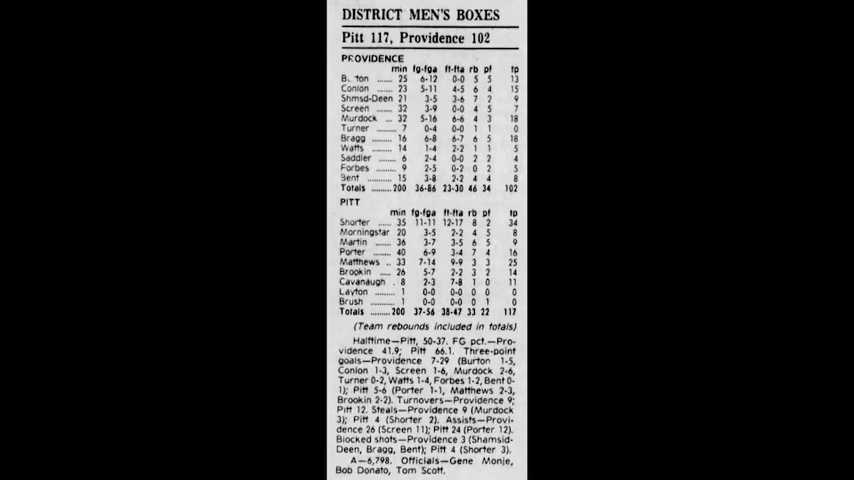 DISTRICT MEN'S BOXES
Pitt 117, Providence 102
PROVIDENCE
min fg-fga ft-fta rb pf tp
25 6-12 0-0 5 5 13
Conlon ....... 23 5-11 4-5 6 4 15
Shmsd-Deen 21 3-5 3-6 7 2 9
Screen ....... 32 3-9 0-0 4 5 7
Murdock ... 32 5-16 6-6 4 3 18
Turner ....... 7 0-4 0-0 1 1 0
Bragg ........ 16 6-8 6-7 6 5 18
Watts ........ 14 1-4 2-2 1 1 5
Saddler ...... 6 2-4 0-0 2 2 4
Forbes ....... 9 2-5 0-2 0 2 5
Bent .......... 15 3-8 2-2 4 4 8
Totals ......... 200 36-86 23-30 46 34 102
PITT
min fg-fga ft-fta rb pf tp
Shorter ...... 35 11-11 12-17 8 2 34
Morningstar 20 3-5 2-2 4 5 8
Martin ........ 36 3-7 3-5 6 5 9
Porter ........ 40 6-9 3-4 7 4 16
Matthews .. 33 7-14 9-9 3 3 25
Brookin ..... 26 5-7 2-2 3 2 14
Cavanaugh . 8 2-3 7-8 1 0 11
Layton ........ 1 0-0 0-0 0 0 0
Brush .......... 1 0-0 0-0 0 1 0
Totals ......... 200 37-56 38-47 33 22 117
(Team rebounds included in totals)
Halftime—Pitt, 50-37. FG pct.—Pro-
vidence 41.9; Pitt 66.1. Three-point
goals—Providence 7-29 (Burton 1-5,
Conlon 1-3, Screen 1-6, Murdock 2-6,
Turner 0-2, Watts 1-4, Forbes 1-2, Bent 0-
1); Pitt 5-6 (Porter 1-1, Matthews 2-3,
Brookin 2-2). Turnovers—Providence 9;
Pitt 12. Steals—Providence 9 (Murdock
3); Pitt 4 (Shorter 2). Assists—Provi-
dence 26 (Screen 11); Pitt 24 (Porter 12).
Blocked shots—Providence 3 (Shamsid-
Deen, Bragg, Bent); Pitt 4 (Shorter 3).
A—6,798. Officials—Gene Monje,
Bob Donato, Tom Scott.